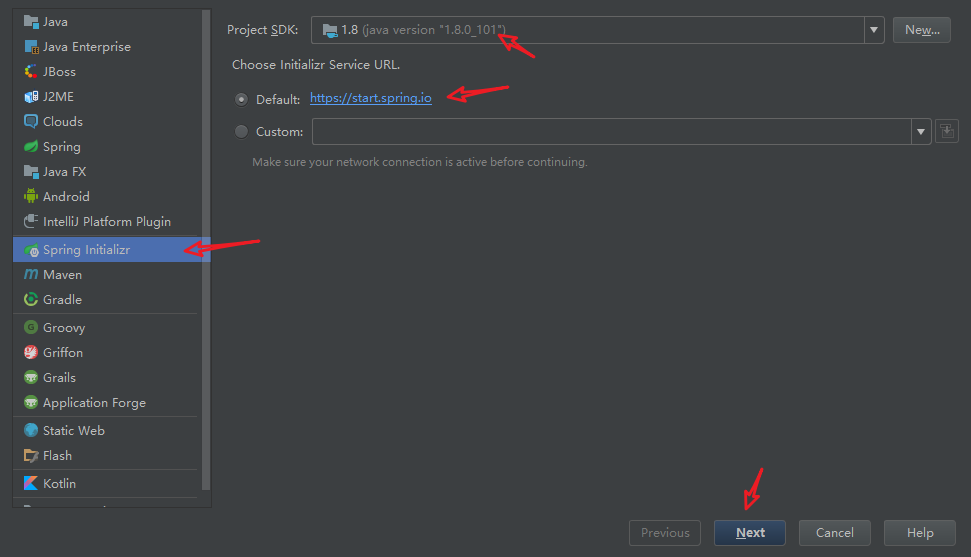 Java
Java Enterprise
JBoss
J2ME
Clouds
Spring
Java FX
Android
IntelliJ Platform Plugin
Spring Initializr
Maven
Gradle
Groovy
Griffon
Grails
Application Forge
Static Web
Flash
Kotlin
Project SDK: 1.8 (java version "1.8.0_101") New...
Choose Initializr Service URL.
Default: https://start.spring.io
Custom:
Make sure your network connection is active before continuing.
Previous Next Cancel Help